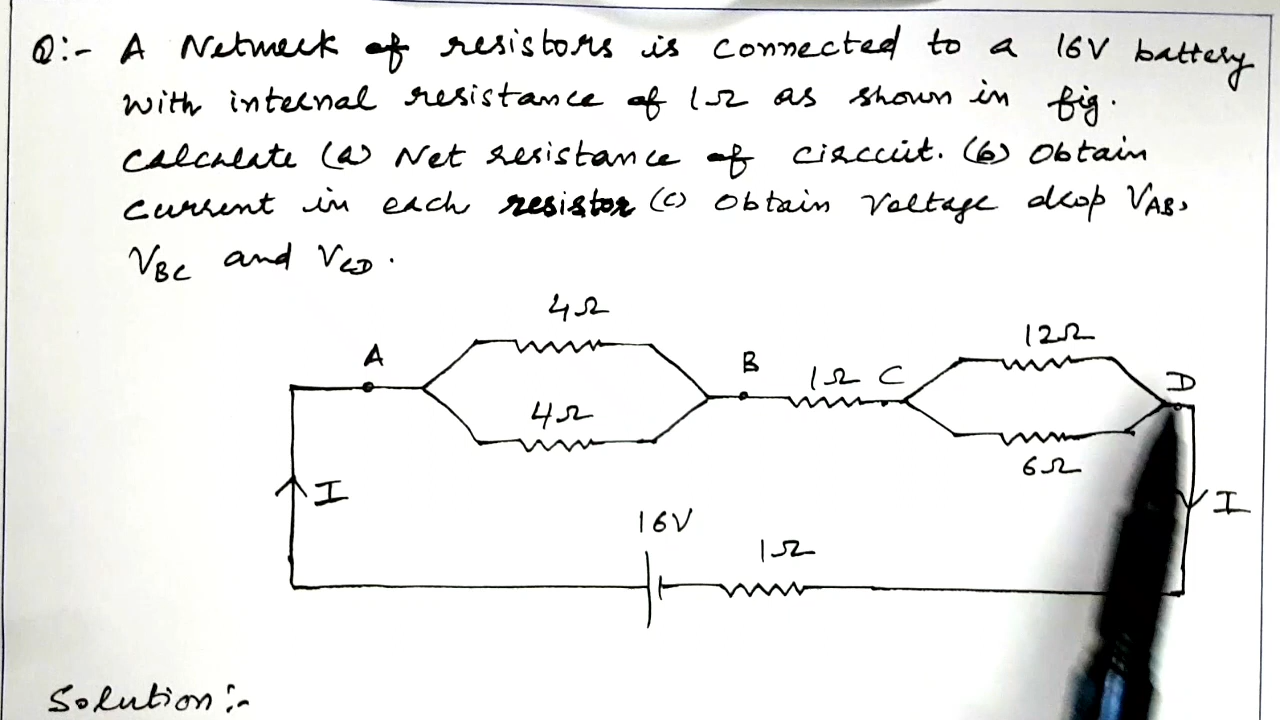 Q:- A Network of resistors is connected to a 16V battery
with internal resistance of 1Ω as shown in fig.
Calculate (a) Net resistance of circuit. (b) Obtain
current in each resistor (c) Obtain Voltage drop VAB,
VBC and VCD.
4Ω
12Ω
A
B
1Ω C
D
4Ω
6Ω
I
I
16V
1Ω
Solution:-